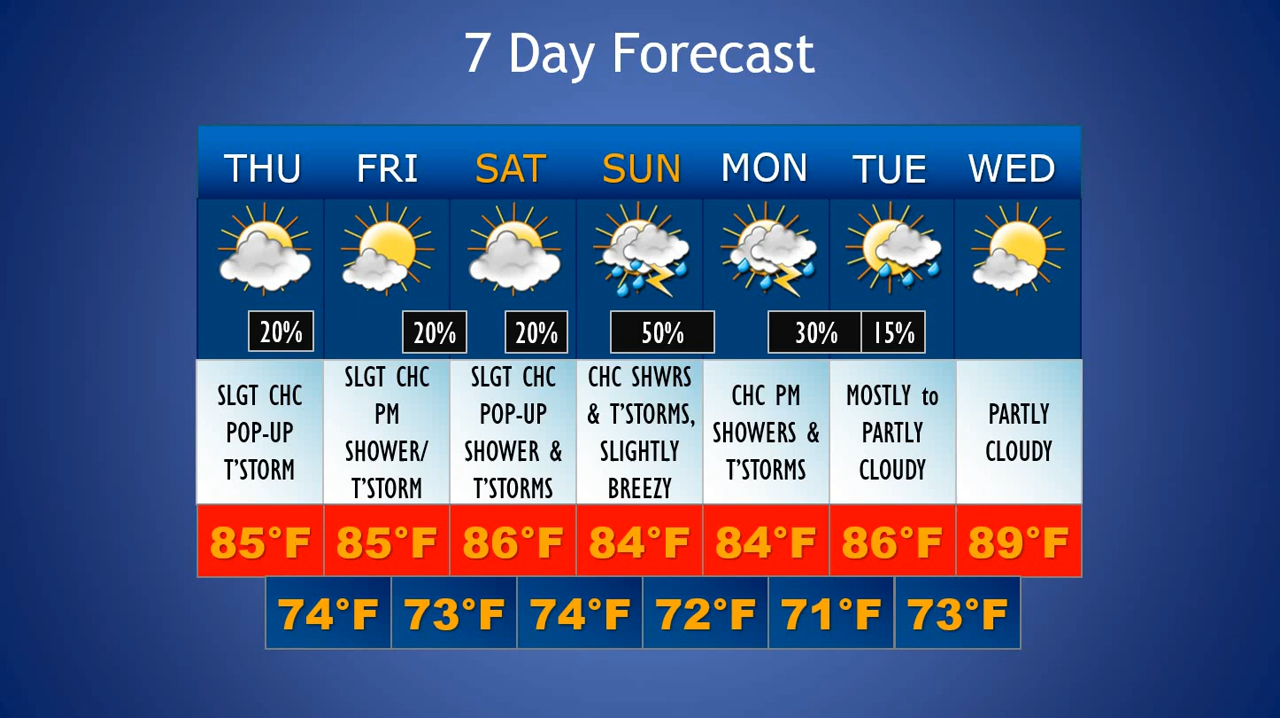 7 Day Forecast
THU FRI SAT SUN MON TUE WED
20% 20% 20% 50% 30% 15%
SLGT CHC
POP-UP
T'STORM
SLGT CHC
PM
SHOWER/
T'STORM
SLGT CHC
POP-UP
SHOWER &
T'STORMS
CHC SHWRS
& T'STORMS,
SLIGHTLY
BREEZY
CHC PM
SHOWERS &
T'STORMS
MOSTLY to
PARTLY
CLOUDY
PARTLY
CLOUDY
85°F 85°F 86°F 84°F 84°F 86°F 89°F
74°F 73°F 74°F 72°F 71°F 73°F